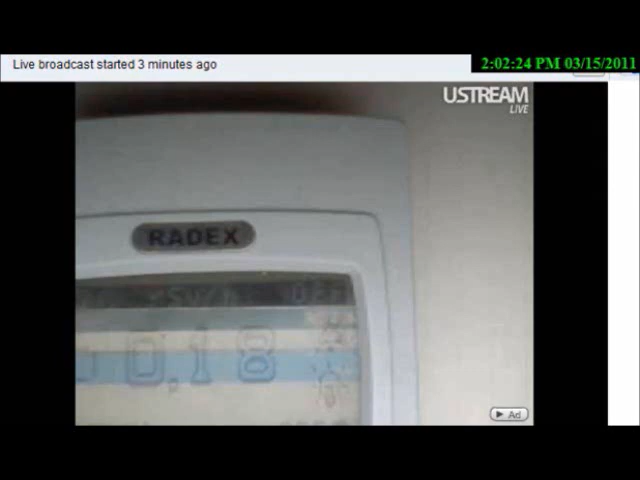 Live broadcast started 3 minutes ago
2:02:24 PM 03/15/2011
USTREAM
LIVE
RADEX
0,18
Ad